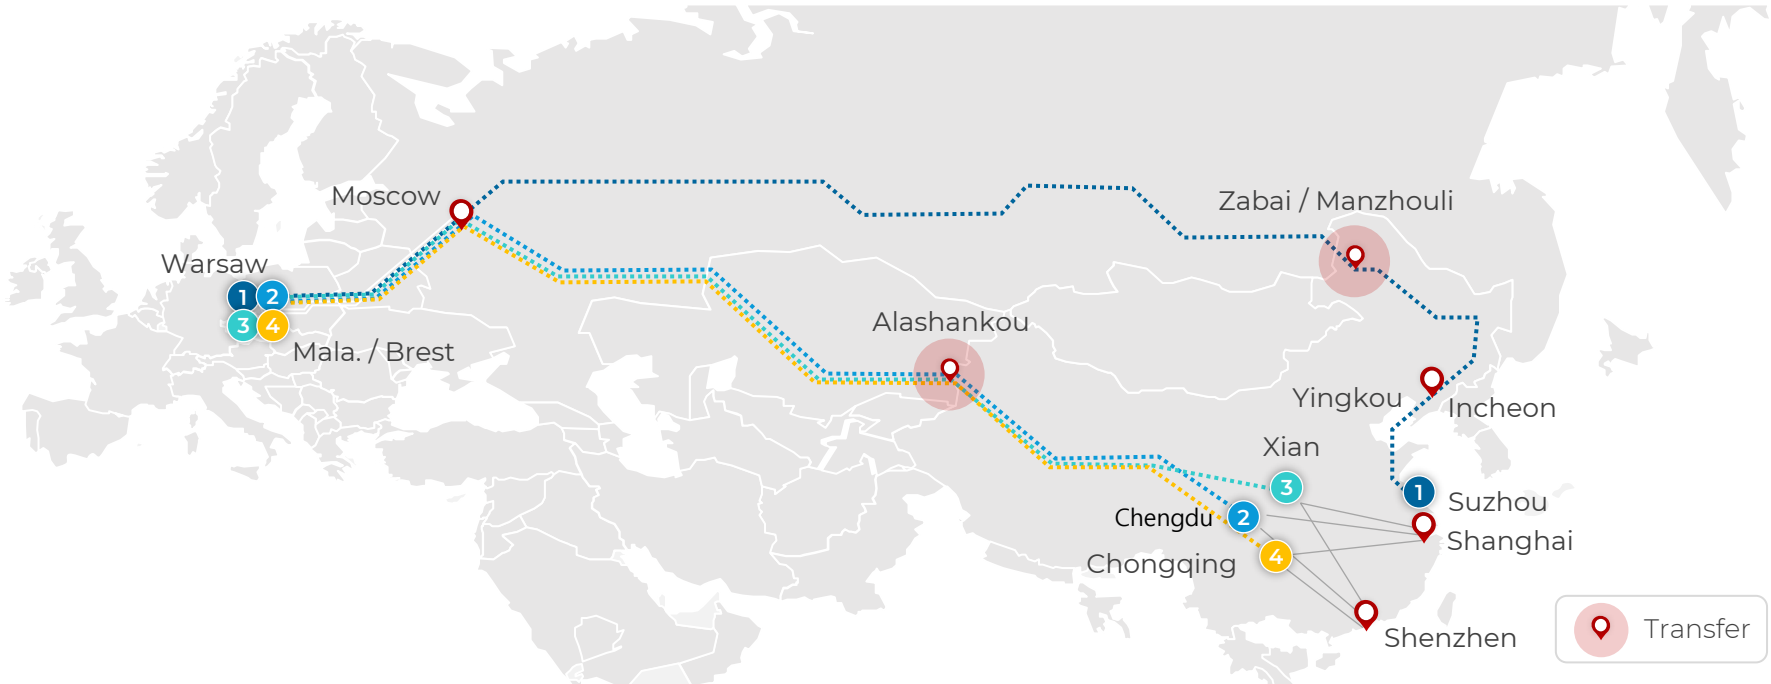 Moscow
Zabai / Manzhouli
Warsaw
1
2
3
4
Mala. / Brest
Alashankou
Yingkou
Incheon
Xian
3
1
Suzhou
Chengdu
2
Shanghai
Chongqing
4
Shenzhen
Transfer